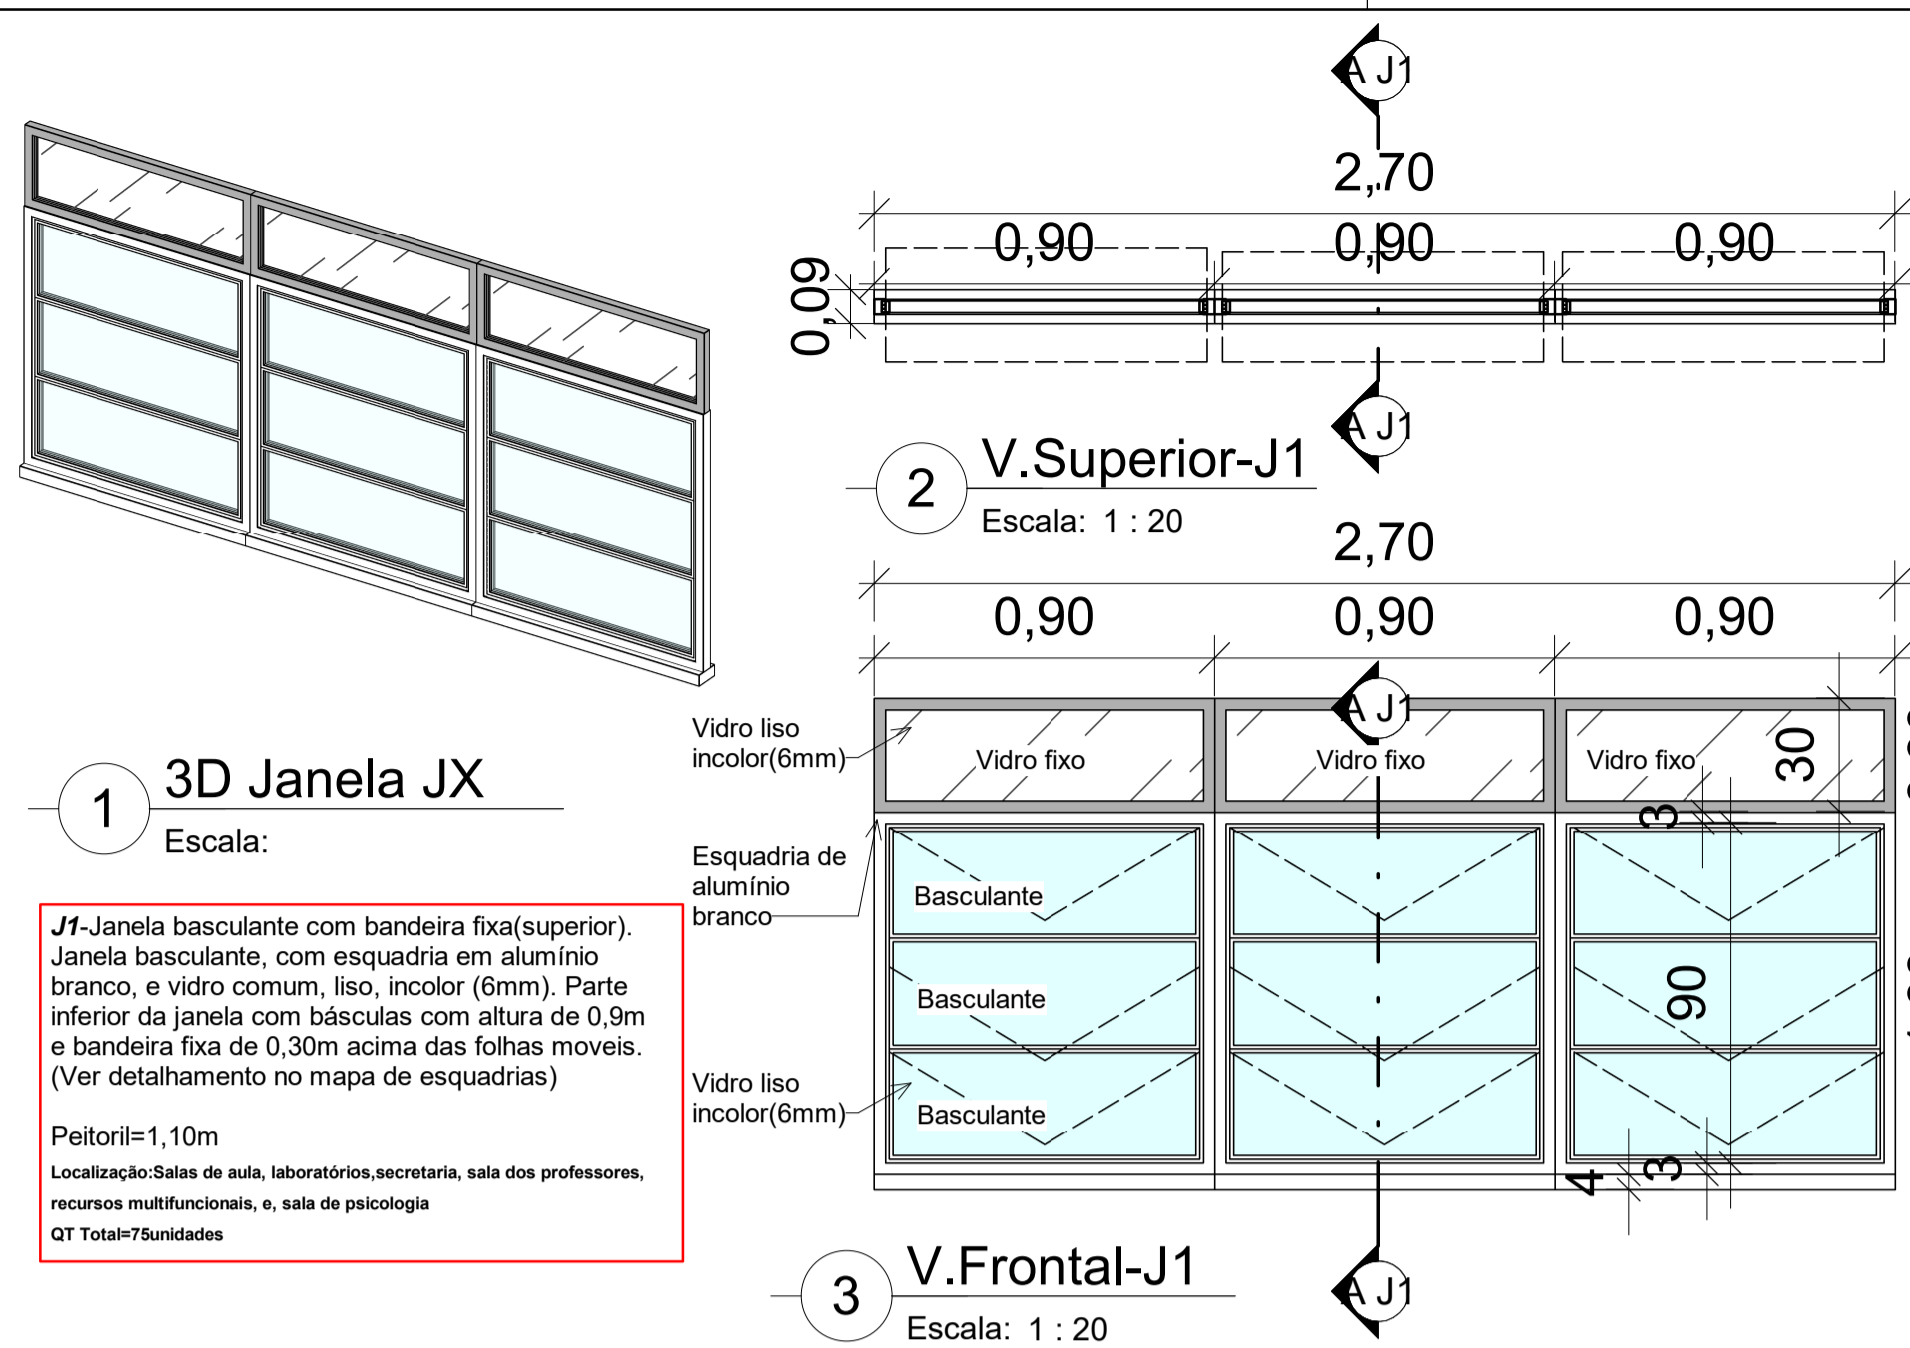 A J1
2,70
0,90
0,90
0,90
0,09
A J1
2
V.Superior-J1
Escala: 1 : 20
1
3D Janela JX
Escala:
J1-Janela basculante com bandeira fixa(superior).
Janela basculante, com esquadria em alumínio
branco, e vidro comum, liso, incolor (6mm). Parte
inferior da janela com básculas com altura de 0,9m
e bandeira fixa de 0,30m acima das folhas moveis.
(Ver detalhamento no mapa de esquadrias)
Peitoril=1,10m
Localização:Salas de aula, laboratórios,secretaria, sala dos professores,
recursos multifuncionais, e, sala de psicologia
QT Total=75unidades
2,70
0,90
0,90
0,90
A J1
Vidro liso
incolor(6mm)
Vidro fixo
Vidro fixo
Vidro fixo
30
3
Esquadria de
alumínio
branco
Basculante
Basculante
90
Vidro liso
incolor(6mm)
Basculante
4
3
3
V.Frontal-J1
Escala: 1 : 20
A J1